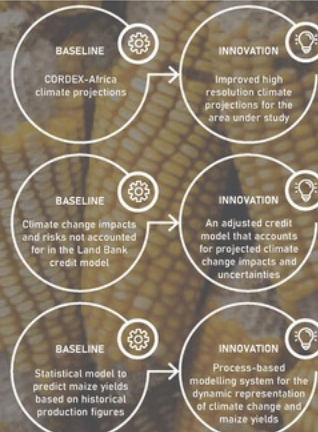 BASELINE
CORDEX-Africa
climate projections
INNOVATION
Improved high
resolution climate
projections for the
area under study
BASELINE
Climate change impacts
and risks not accounted
for in the Land Bank
credit model
INNOVATION
An adjusted credit
model that accounts
for projected climate
change impacts and
uncertainties
BASELINE
Statistical model to
predict maize yields
based on historical
production figures
INNOVATION
Process-based
modelling system for the
dynamic representation
of climate change and
maize yields